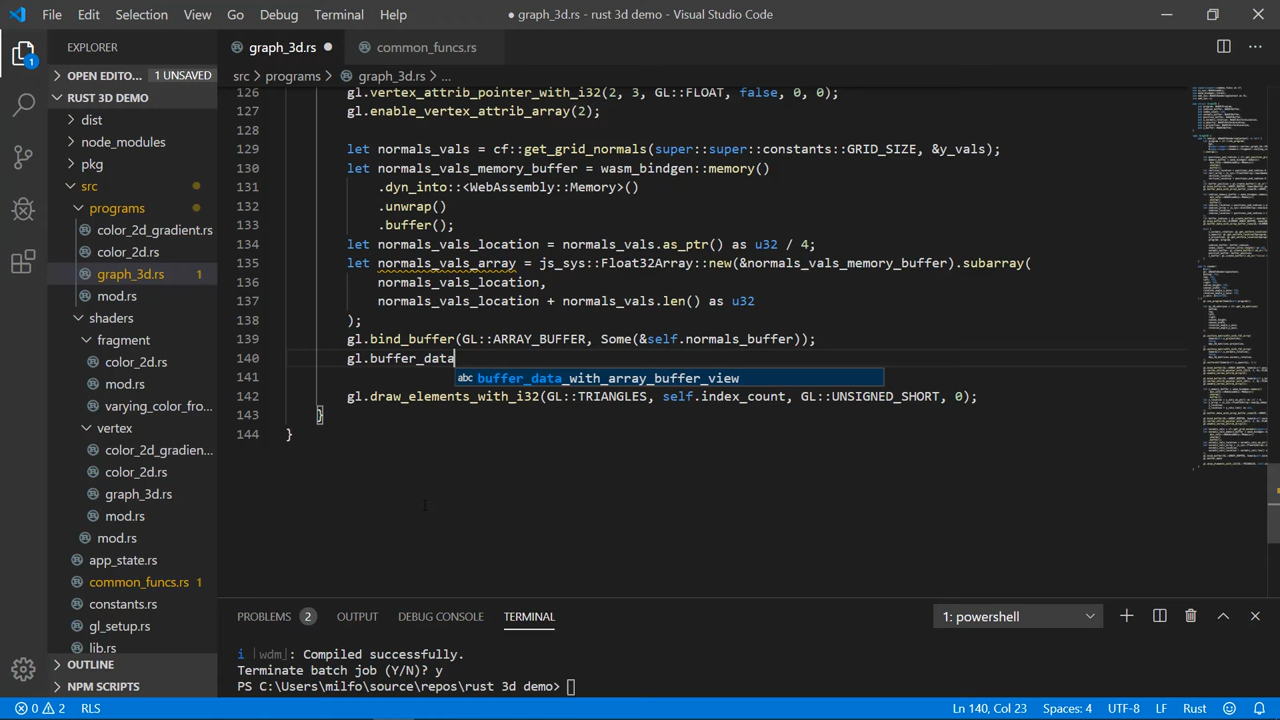 File Edit Selection View Go Debug Terminal Help
● graph_3d.rs - rust 3d demo - Visual Studio Code
EXPLORER
OPEN EDITO... 1 UNSAVED
RUST 3D DEMO
dist
node_modules
pkg
src
programs
color_2d_gradient.rs
color_2d.rs
graph_3d.rs 1
mod.rs
shaders
fragment
color_2d.rs
mod.rs
varying_color_fro...
vertex
color_2d_gradien...
color_2d.rs
graph_3d.rs
mod.rs
mod.rs
app_state.rs
common_funcs.rs 1
constants.rs
gl_setup.rs
lib.rs
OUTLINE
NPM SCRIPTS
1
graph_3d.rs
common_funcs.rs
src > programs > graph_3d.rs > ...
126 gl.vertex_attrib_pointer_with_i32(2, 3, GL::FLOAT, false, 0, 0);
127 gl.enable_vertex_attrib_array(2);
128
129 let normals_vals = cf::get_grid_normals(super::super::constants::GRID_SIZE, &y_vals);
130 let normals_vals_memory_buffer = wasm_bindgen::memory()
131 .dyn_into::<WebAssembly::Memory>()
132 .unwrap()
133 .buffer();
134 let normals_vals_location = normals_vals.as_ptr() as u32 / 4;
135 let normals_vals_array = js_sys::Float32Array::new(&normals_vals_memory_buffer).subarray(
136 normals_vals_location,
137 normals_vals_location + normals_vals.len() as u32
138 );
139 gl.bind_buffer(GL::ARRAY_BUFFER, Some(&self.normals_buffer));
140 gl.buffer_data
abc buffer_data_with_array_buffer_view
141
142 gl.draw_elements_with_i32(GL::TRIANGLES, self.index_count, GL::UNSIGNED_SHORT, 0);
143 }
144 }
PROBLEMS 2 OUTPUT DEBUG CONSOLE TERMINAL
1: powershell
i ｢wdm｣: Compiled successfully.
Terminate batch job (Y/N)? y
PS C:\Users\milfo\source\repos\rust 3d demo>
0 2 RLS
Ln 140, Col 23 Spaces: 4 UTF-8 LF Rust